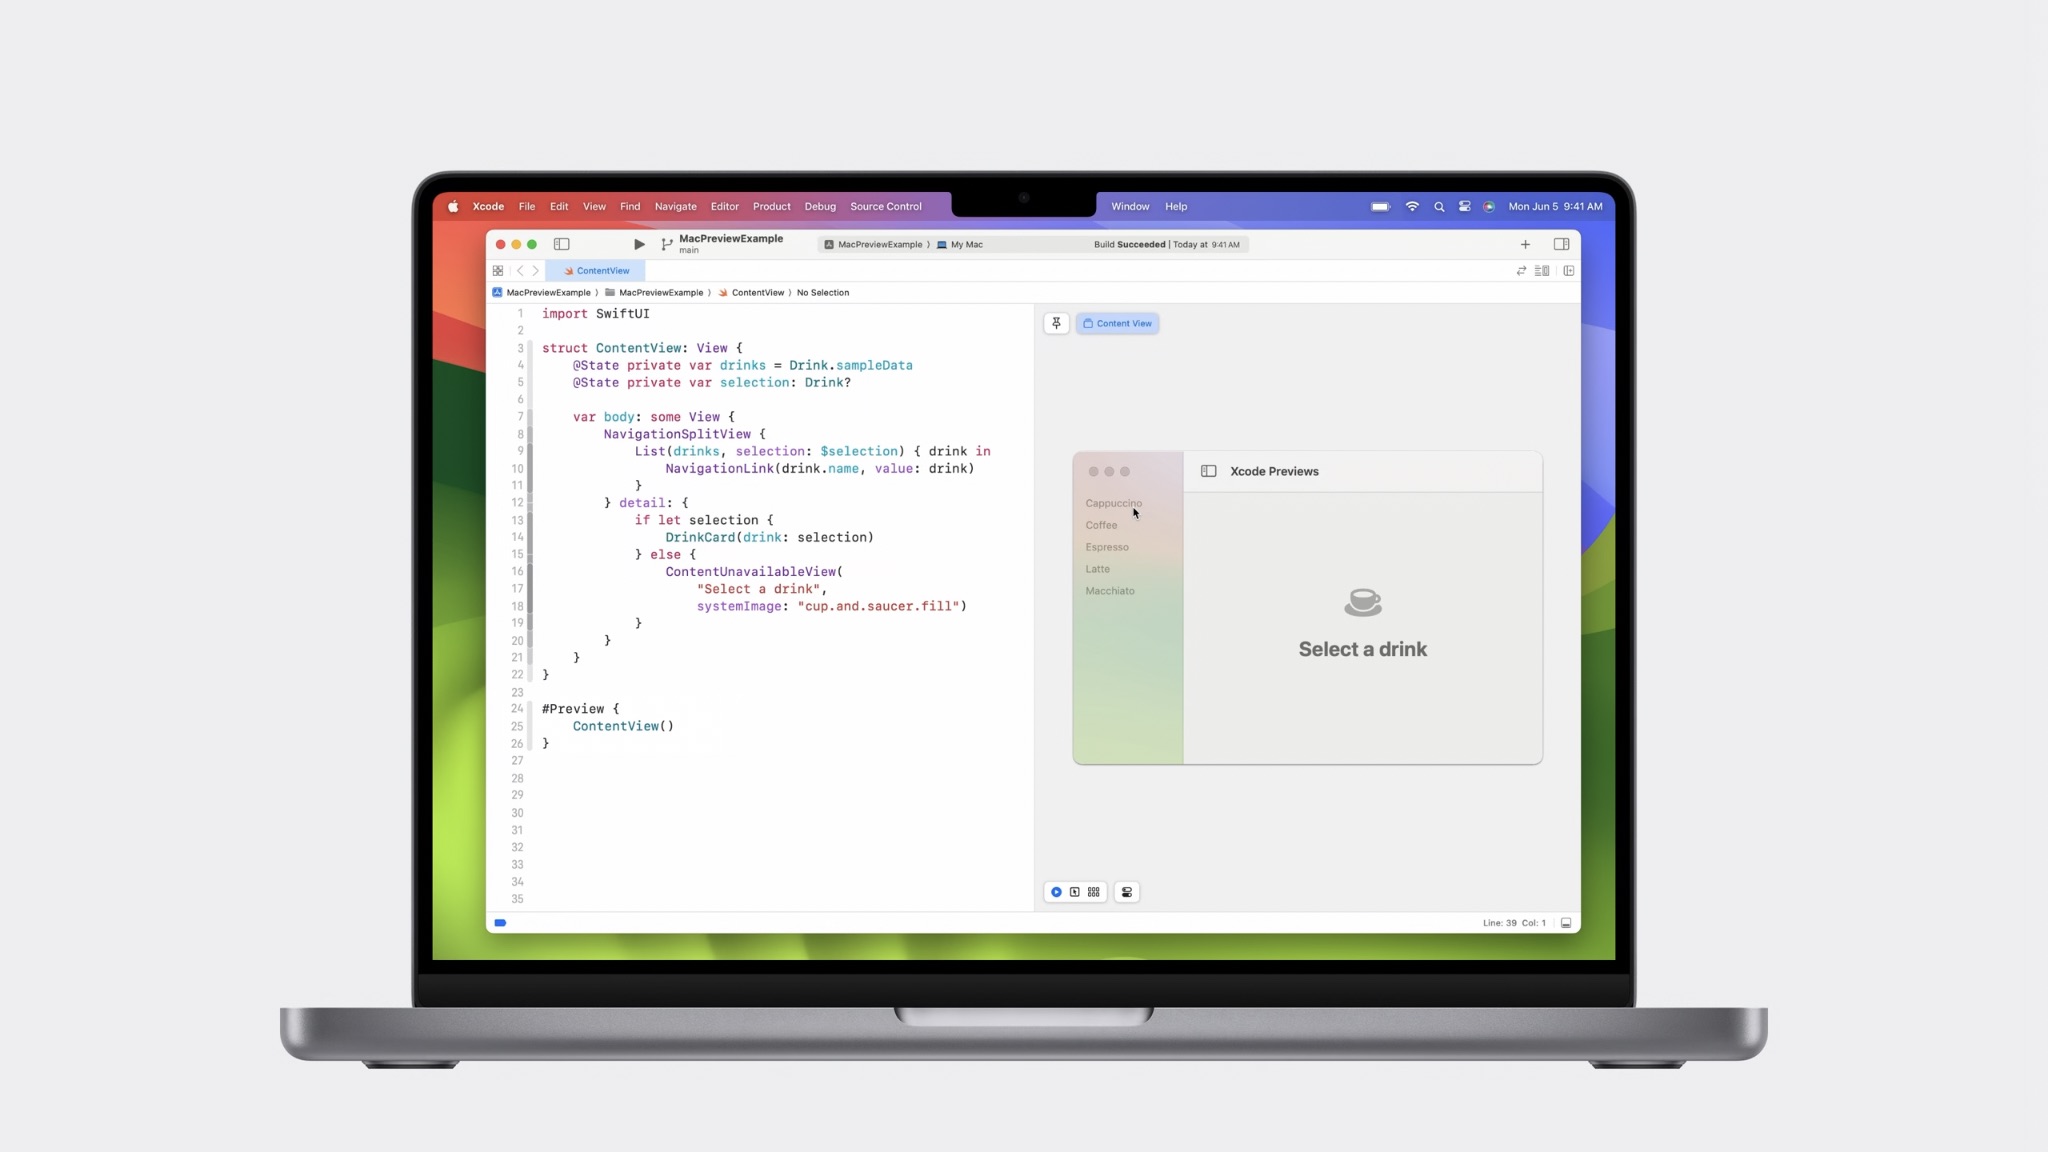 Xcode File Edit View Find Navigate Editor Product Debug Source Control Window Help Mon Jun 5 9:41 AM
MacPreviewExample
main
MacPreviewExample 〉 My Mac
Build Succeeded | Today at 9:41 AM
ContentView
MacPreviewExample 〉 MacPreviewExample 〉 ContentView 〉 No Selection
1 import SwiftUI
2
3 struct ContentView: View {
4     @State private var drinks = Drink.sampleData
5     @State private var selection: Drink?
6
7     var body: some View {
8         NavigationSplitView {
9             List(drinks, selection: $selection) { drink in
10                 NavigationLink(drink.name, value: drink)
11             }
12         } detail: {
13             if let selection {
14                 DrinkCard(drink: selection)
15             } else {
16                 ContentUnavailableView(
17                     "Select a drink",
18                     systemImage: "cup.and.saucer.fill")
19             }
20         }
21     }
22 }
23
24 #Preview {
25     ContentView()
26 }
27
28
29
30
31
32
33
34
35
Content View
Xcode Previews
Cappuccino
Coffee
Espresso
Latte
Macchiato
Select a drink
Line: 39 Col: 1